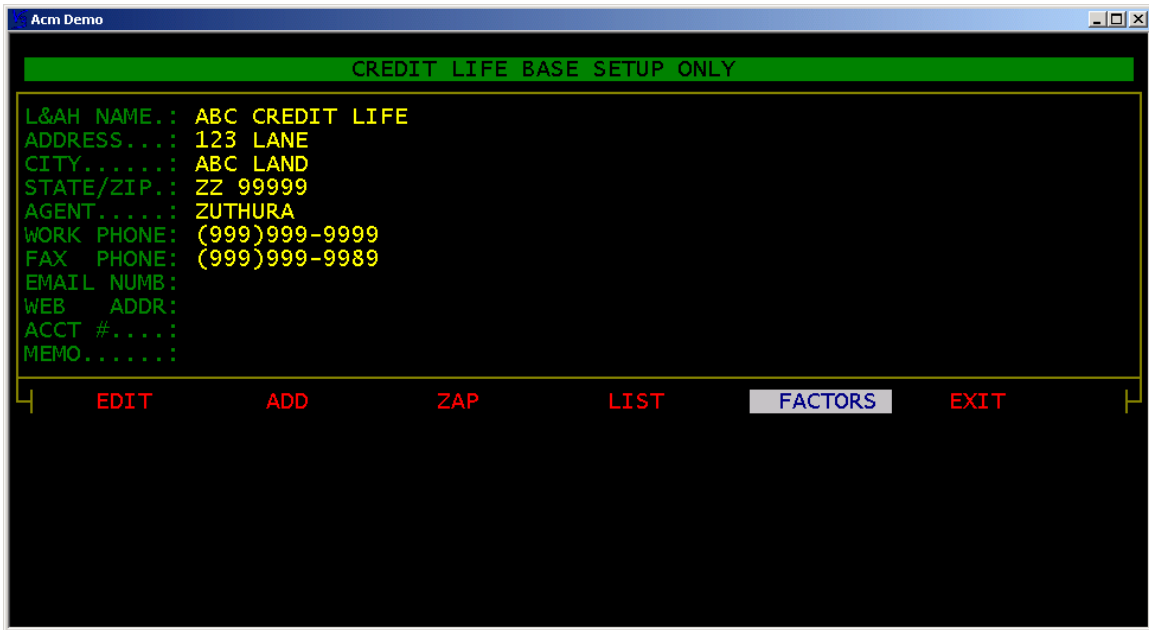 Acm Demo
CREDIT LIFE BASE SETUP ONLY
L&AH NAME.: ABC CREDIT LIFE
ADDRESS...: 123 LANE
CITY......: ABC LAND
STATE/ZIP.: ZZ 99999
AGENT.....: ZUTHURA
WORK PHONE: (999)999-9999
FAX  PHONE: (999)999-9989
EMAIL NUMB:
WEB   ADDR:
ACCT #....:
MEMO......:
EDIT ADD ZAP LIST FACTORS EXIT